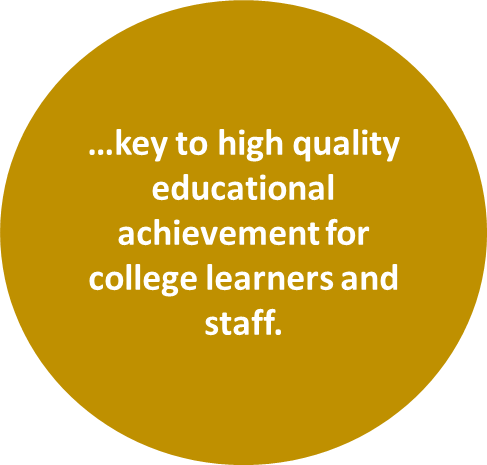 ...key to high quality
educational
achievement for
college learners and
staff.